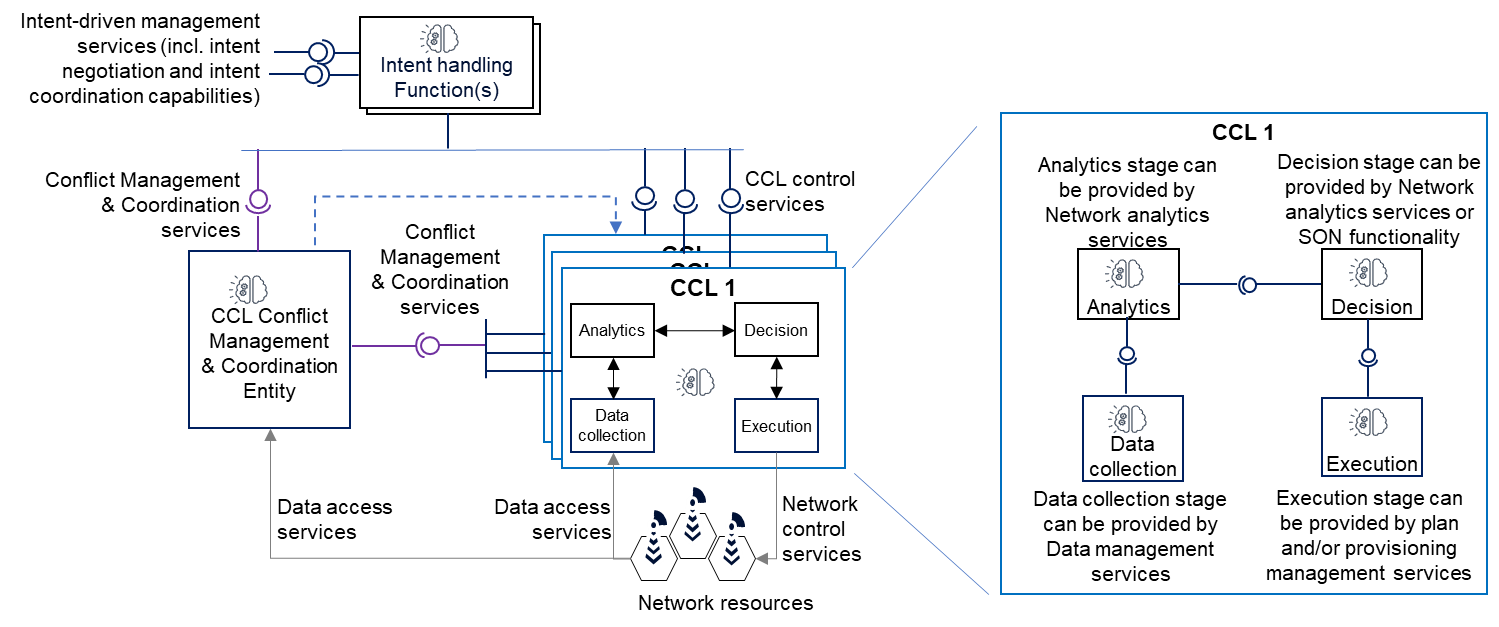 Intent-driven management
services (incl. intent
negotiation and intent
coordination capabilities)
Intent handling
Function(s)
Conflict Management
& Coordination
services
CCL control
services
Conflict
Management
& Coordination
services
CCL Conflict
Management
& Coordination
Entity
CCL 1
Analytics
Decision
Data
collection
Execution
Data access
services
Data access
services
Network
control
services
Network resources
CCL 1
Analytics stage can
be provided by
Network analytics
services
Decision stage can be
provided by Network
analytics services or
SON functionality
Analytics
Decision
Data
collection
Execution
Data collection stage
can be provided by
Data management
services
Execution stage can
be provided by plan
and/or provisioning
management services